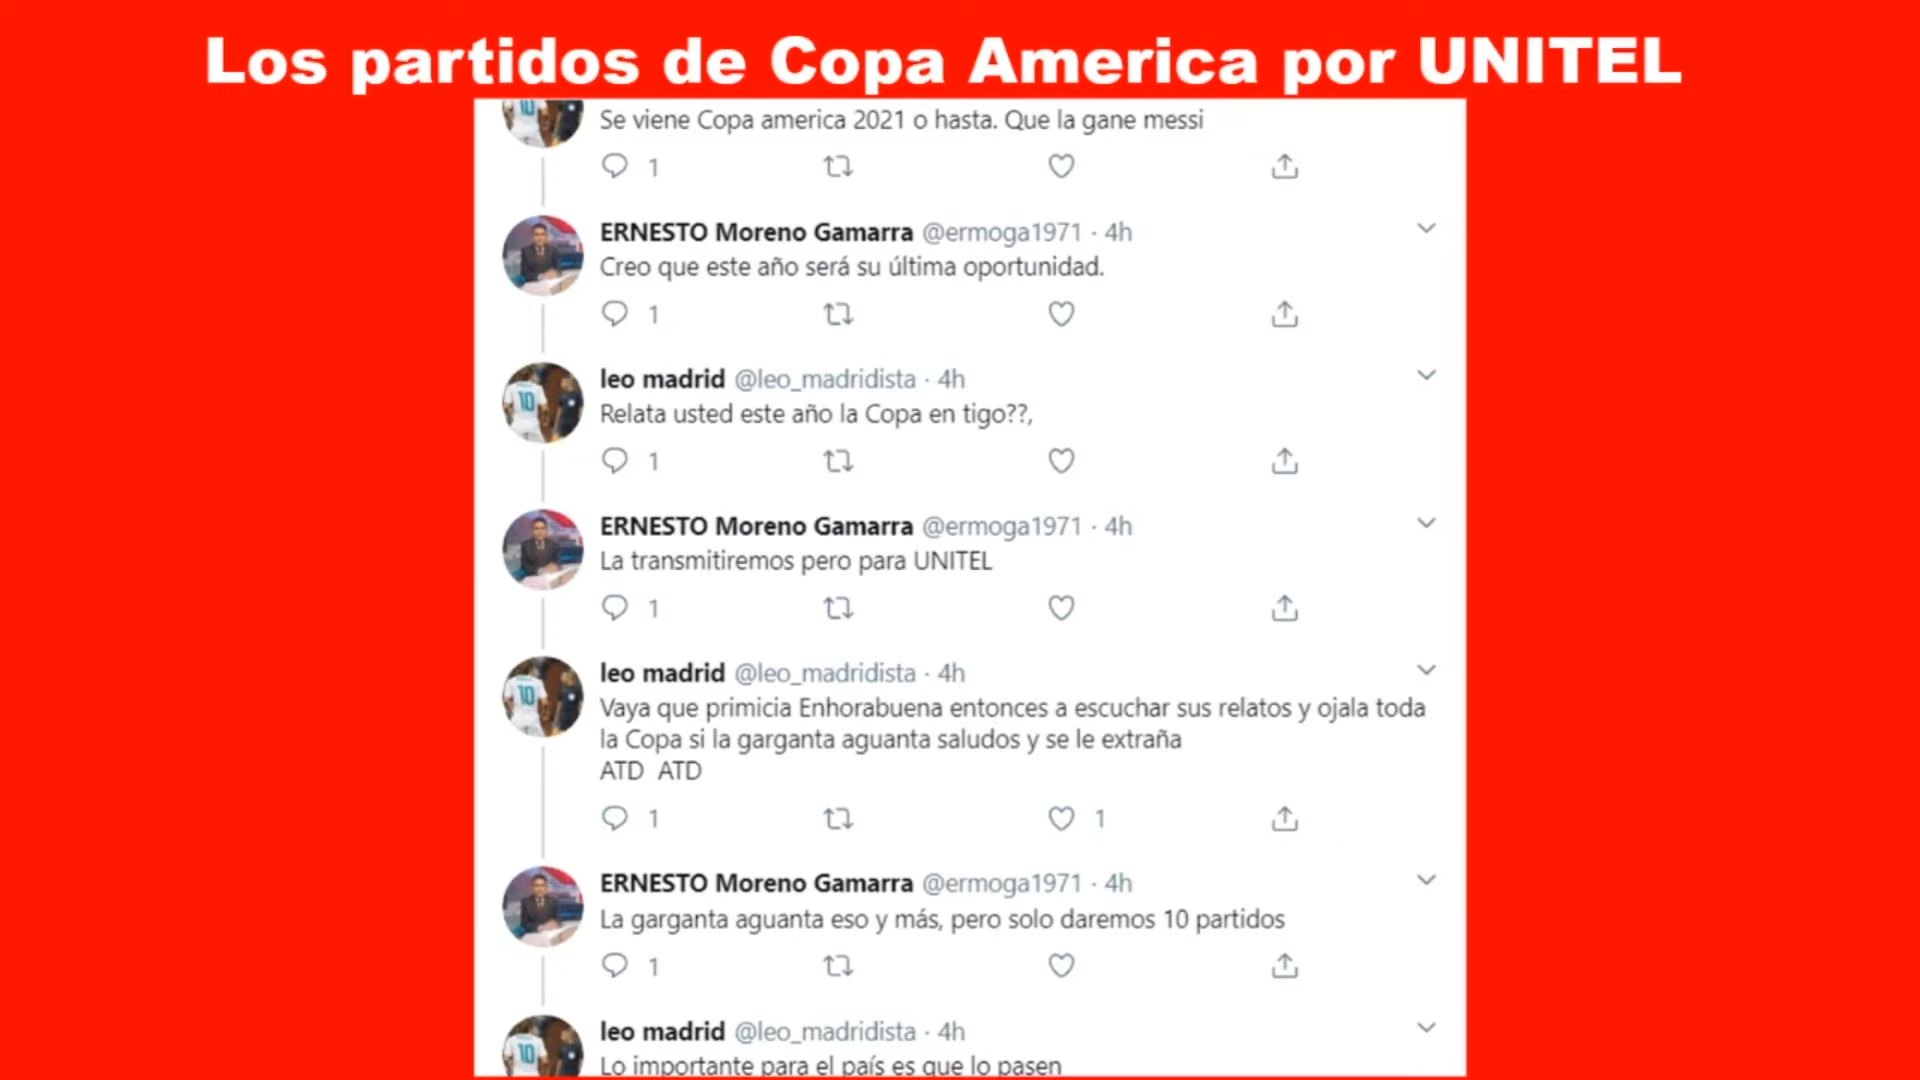 Los partidos de Copa America por UNITEL
Se viene Copa america 2021 o hasta. Que la gane messi
1
ERNESTO Moreno Gamarra @ermoga1971 · 4h
Creo que este año será su última oportunidad.
1
leo madrid @leo_madridista · 4h
Relata usted este año la Copa en tigo??,
1
ERNESTO Moreno Gamarra @ermoga1971 · 4h
La transmitiremos pero para UNITEL
1
leo madrid @leo_madridista · 4h
Vaya que primicia Enhorabuena entonces a escuchar sus relatos y ojala toda
la Copa si la garganta aguanta saludos y se le extraña
ATD ATD
1 1
ERNESTO Moreno Gamarra @ermoga1971 · 4h
La garganta aguanta eso y más, pero solo daremos 10 partidos
1
leo madrid @leo_madridista · 4h
Lo importante para el país es que lo pasen
10
10
10